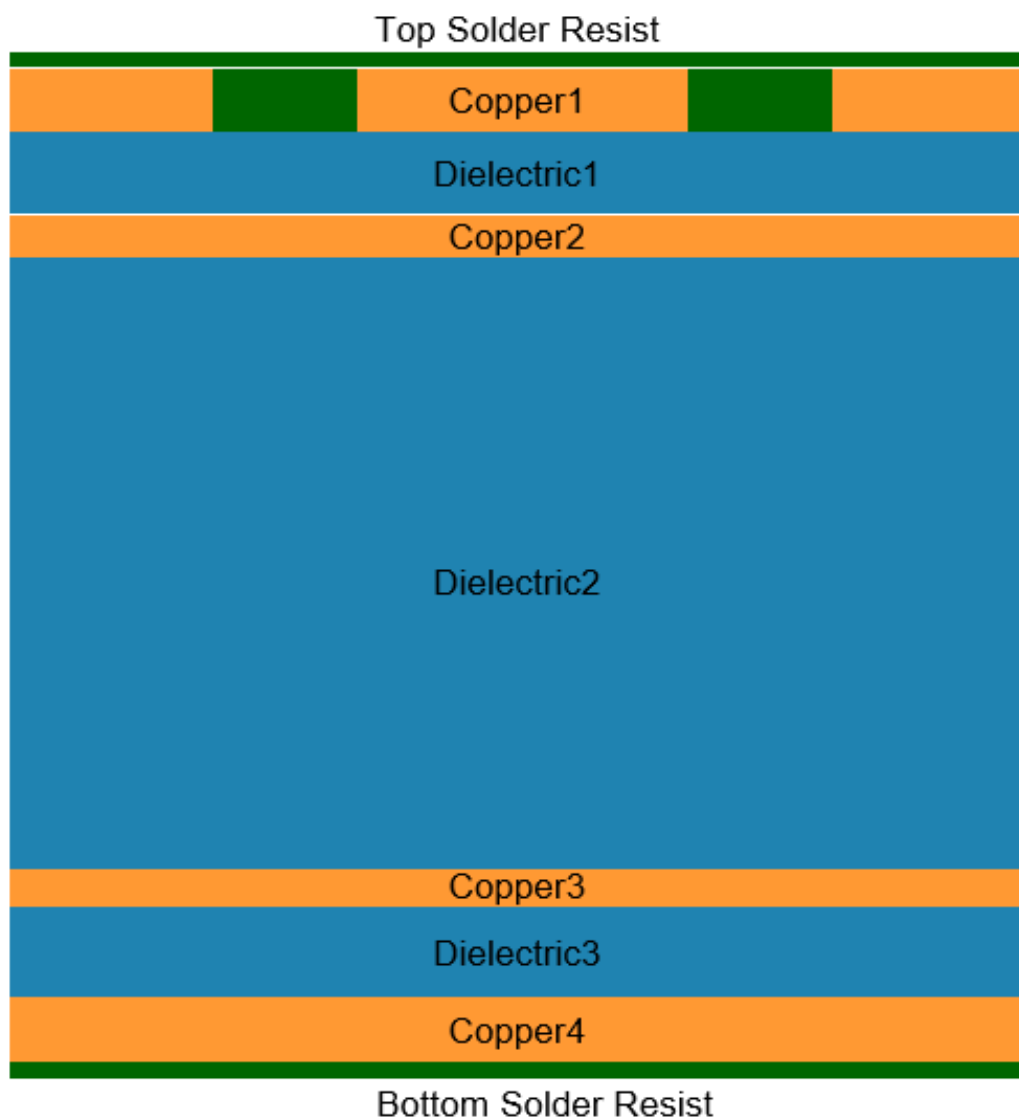 Top Solder Resist
Copper1
Dielectric1
Copper2
Dielectric2
Copper3
Dielectric3
Copper4
Bottom Solder Resist